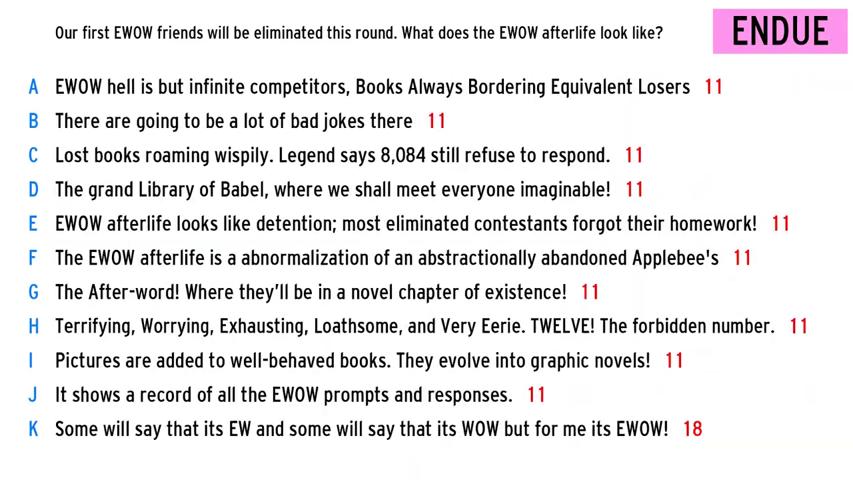 Our first EWOW friends will be eliminated this round. What does the EWOW afterlife look like?
ENDUE
A EWOW hell is but infinite competitors, Books Always Bordering Equivalent Losers 11
B There are going to be a lot of bad jokes there 11
C Lost books roaming wispily. Legend says 8,084 still refuse to respond. 11
D The grand Library of Babel, where we shall meet everyone imaginable! 11
E EWOW afterlife looks like detention; most eliminated contestants forgot their homework! 11
F The EWOW afterlife is a abnormalization of an abstractionally abandoned Applebee's 11
G The After-word! Where they’ll be in a novel chapter of existence! 11
H Terrifying, Worrying, Exhausting, Loathsome, and Very Eerie. TWELVE! The forbidden number. 11
I Pictures are added to well-behaved books. They evolve into graphic novels! 11
J It shows a record of all the EWOW prompts and responses. 11
K Some will say that its EW and some will say that its WOW but for me its EWOW! 18